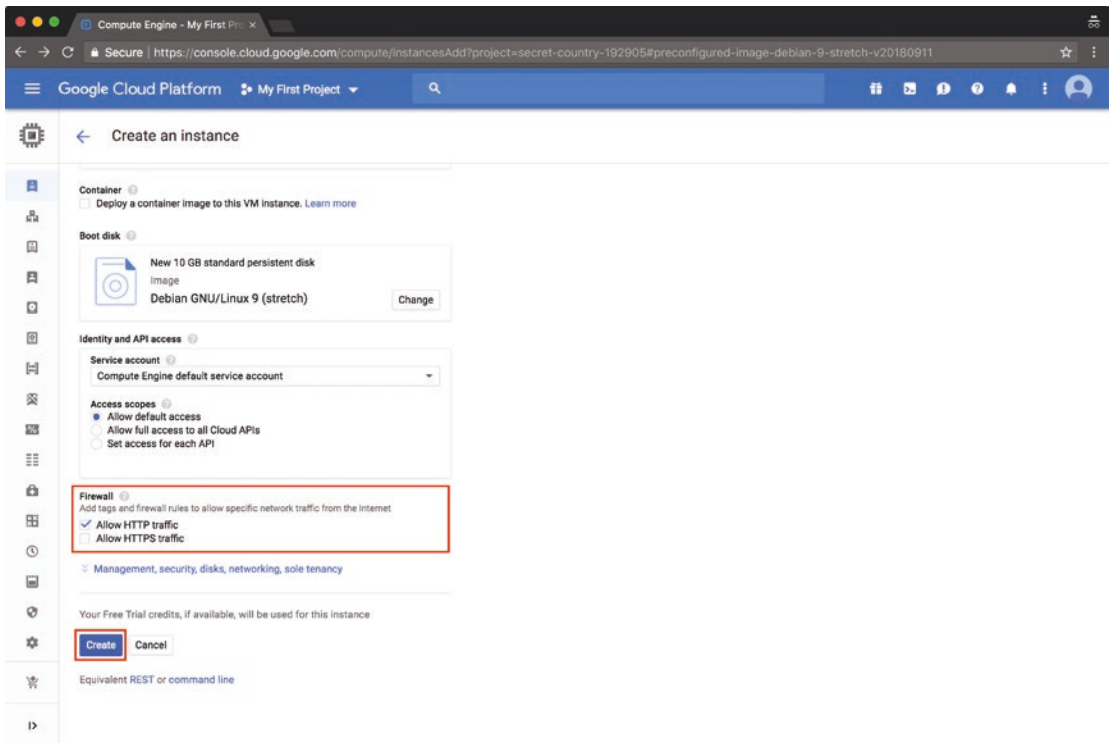 Compute Engine - My First Pro
Secure | https://console.cloud.google.com/compute/instancesAdd?project=secret-country-192905#preconfigured-image-debian-9-stretch-v20180911
Google Cloud Platform My First Project
Create an instance
Container
Deploy a container image to this VM instance. Learn more
Boot disk
New 10 GB standard persistent disk
Image
Debian GNU/Linux 9 (stretch)
Change
Identity and API access
Service account
Compute Engine default service account
Access scopes
Allow default access
Allow full access to all Cloud APIs
Set access for each API
Firewall
Add tags and firewall rules to allow specific network traffic from the Internet
Allow HTTP traffic
Allow HTTPS traffic
Management, security, disks, networking, sole tenancy
Your Free Trial credits, if available, will be used for this instance
Create Cancel
Equivalent REST or command line